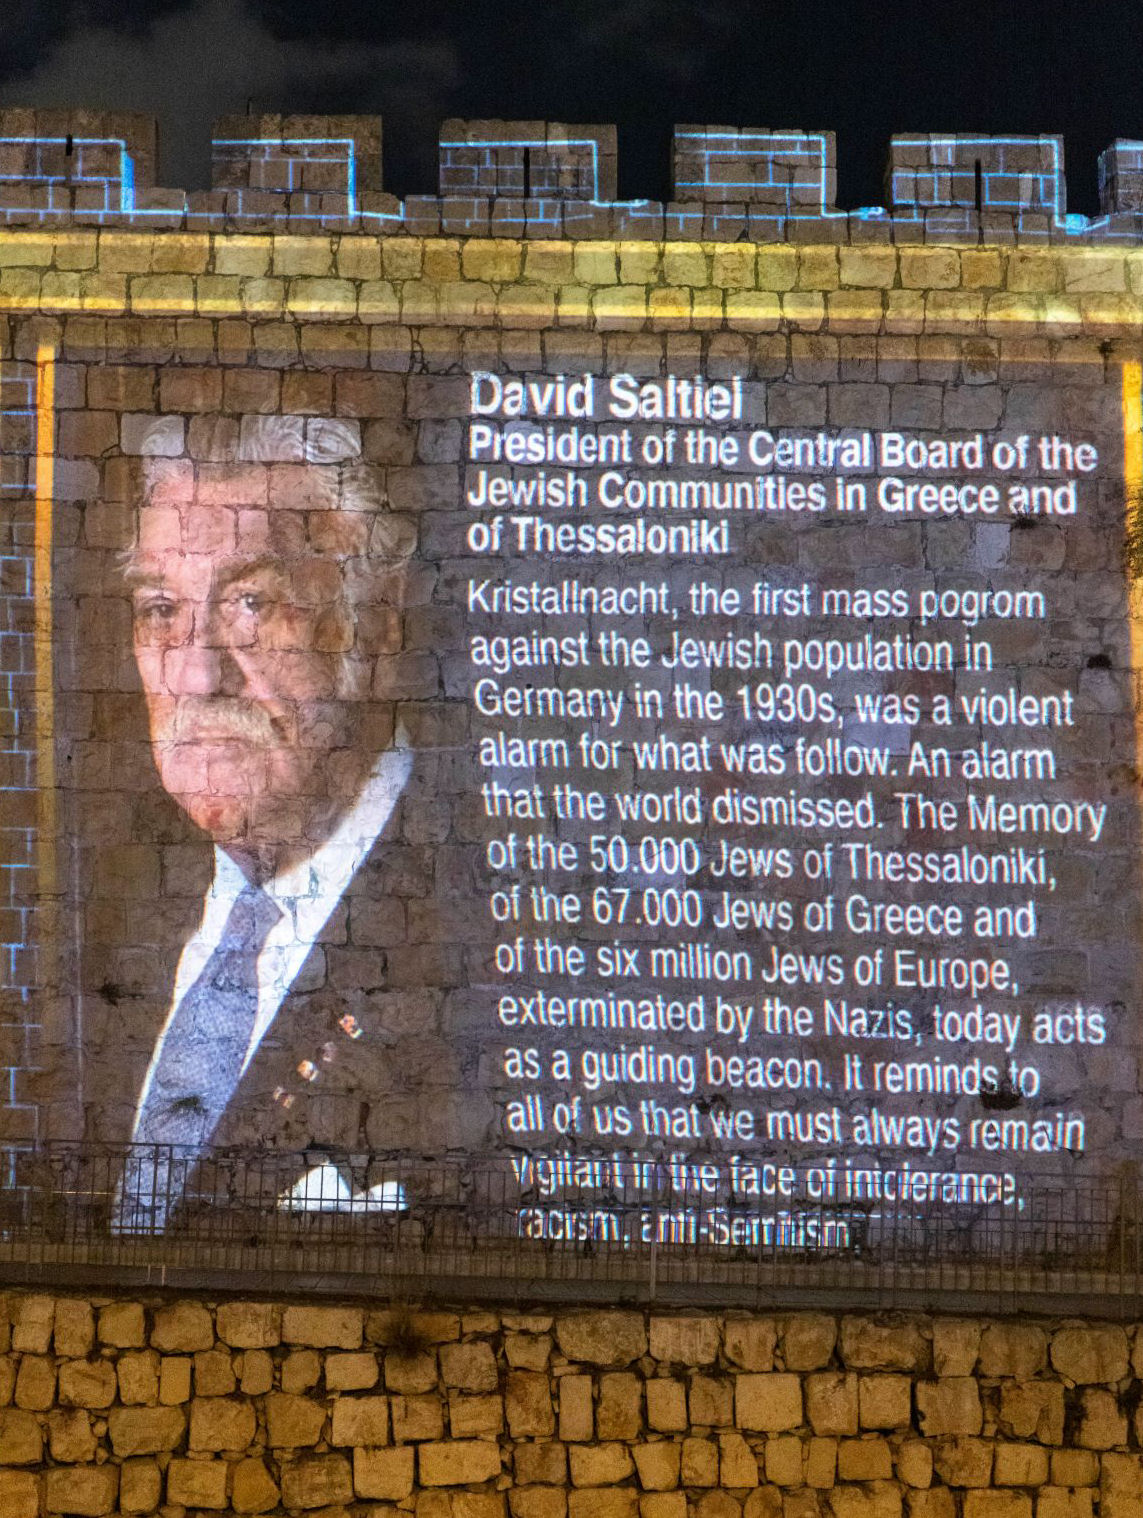 David Saltiel
President of the Central Board of the
Jewish Communities in Greece and
of Thessaloniki
Kristallnacht, the first mass pogrom
against the Jewish population in
Germany in the 1930s, was a violent
alarm for what was follow. An alarm
that the world dismissed. The Memory
of the 50.000 Jews of Thessaloniki,
of the 67.000 Jews of Greece and
of the six million Jews of Europe,
exterminated by the Nazis, today acts
as a guiding beacon. It reminds to
all of us that we must always remain
vigilant in the face of intolerance,
racism, anti-Semitism